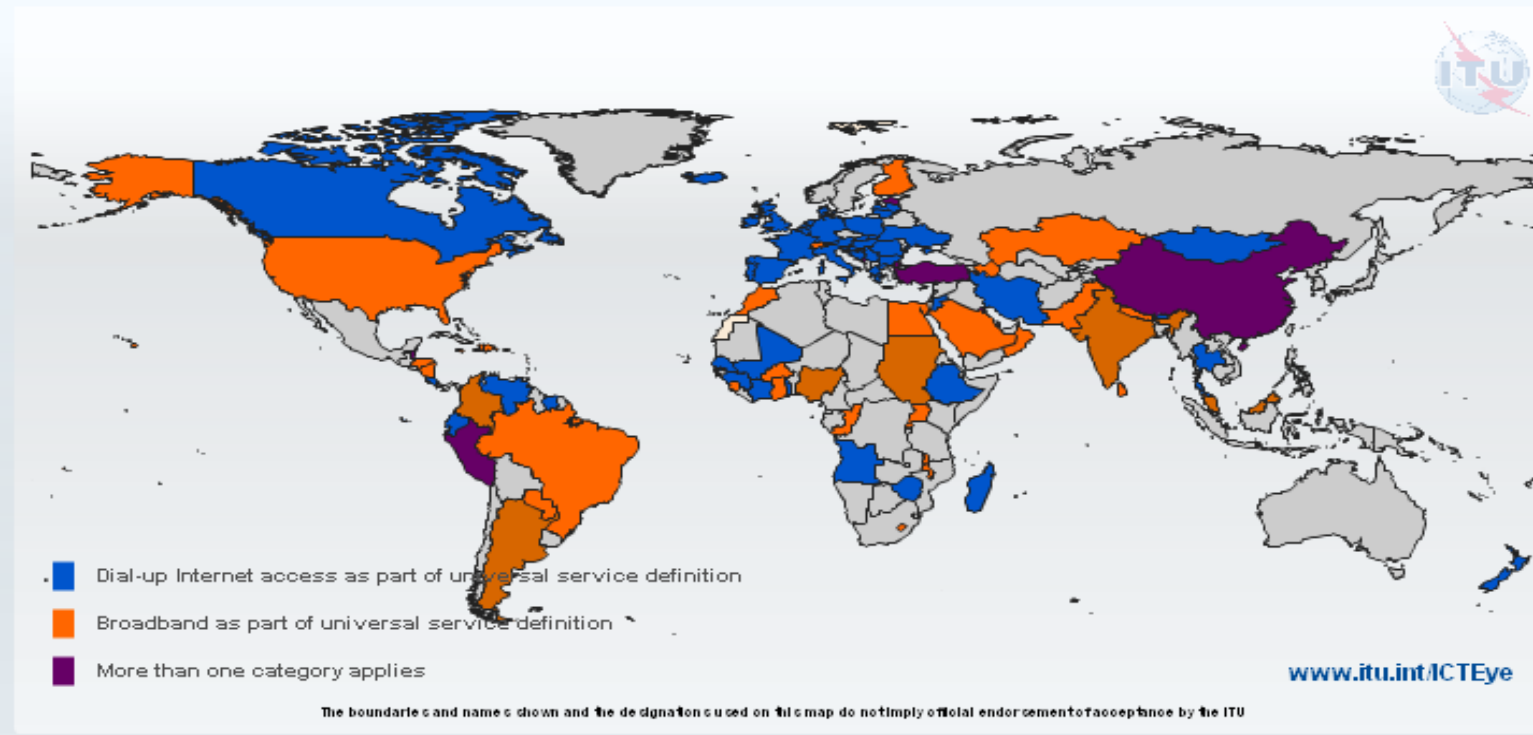 ITU
Dial-up Internet access as part of universal service definition
Broadband as part of universal service definition
More than one category applies
www.itu.int/ICTEye
The boundaries and names shown and the designations used on this map do not imply official endorsement of acceptance by the ITU